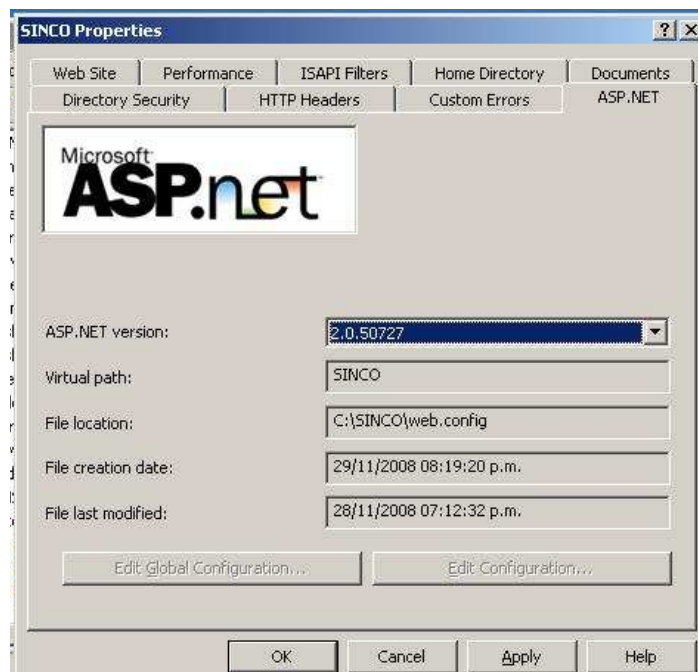 SINCO Properties
Web Site Performance ISAPI Filters Home Directory Documents
Directory Security HTTP Headers Custom Errors ASP.NET
Microsoft
ASP.net
ASP.NET version: 2.0.50727
Virtual path: SINCO
File location: C:\SINCO\web.config
File creation date: 29/11/2008 08:19:20 p.m.
File last modified: 28/11/2008 07:12:32 p.m.
Edit Global Configuration... Edit Configuration...
OK Cancel Apply Help